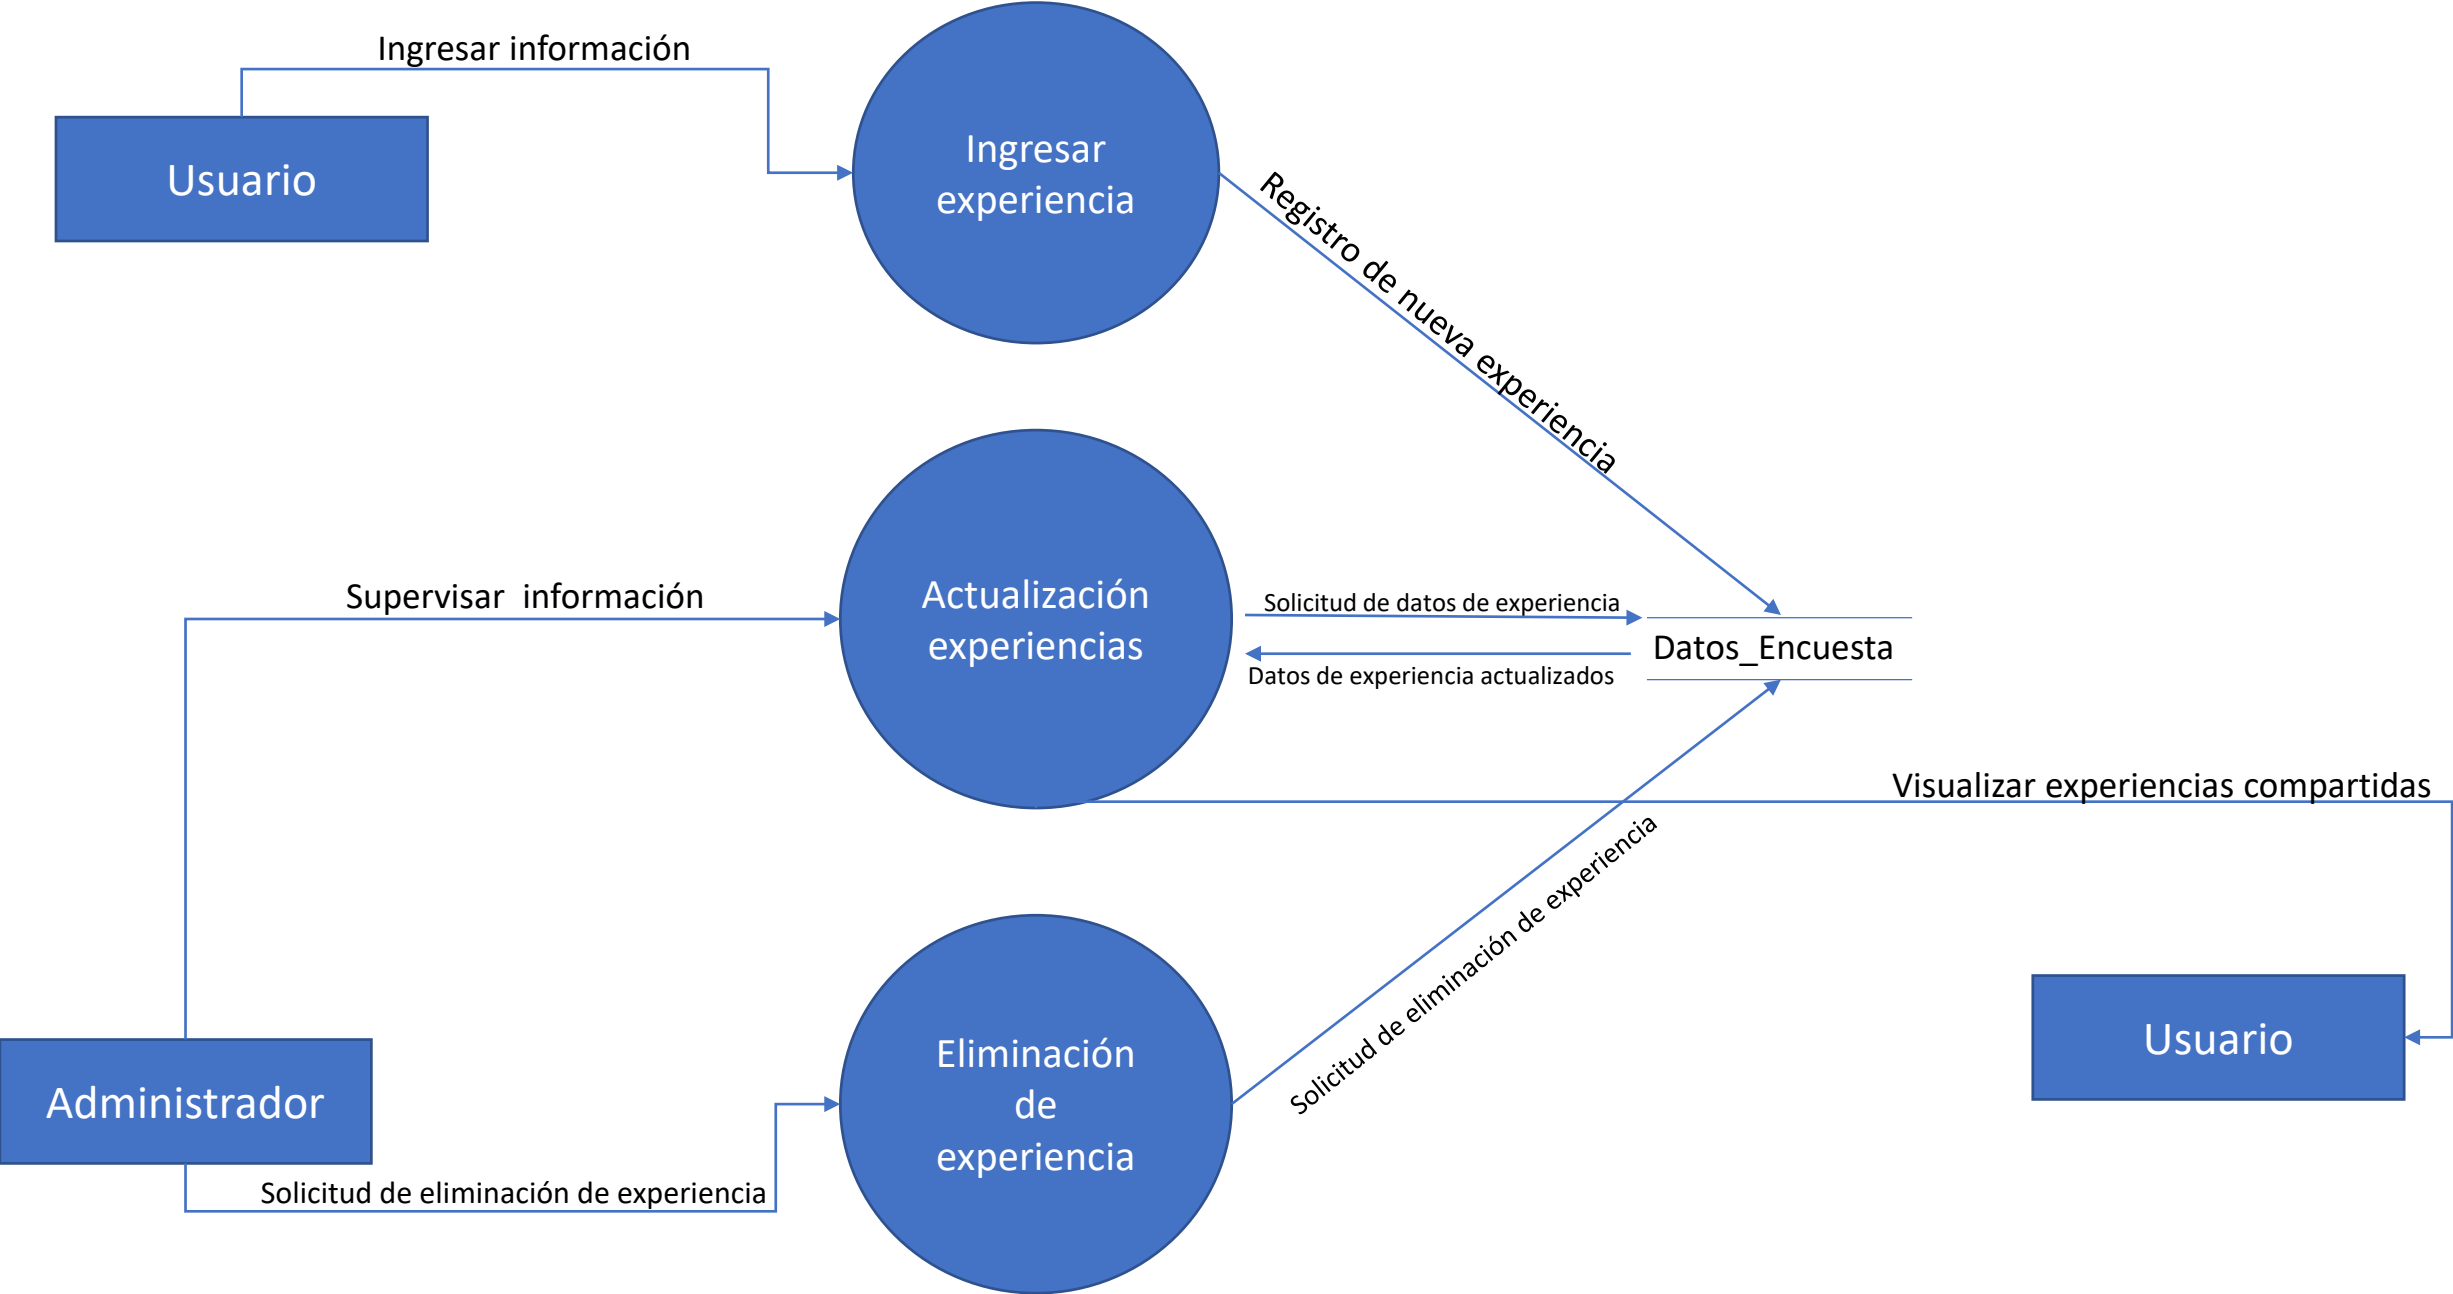 Ingresar información
Usuario
Ingresar
experiencia
Registro de nueva experiencia
Supervisar  información
Actualización
experiencias
Solicitud de datos de experiencia
Datos_Encuesta
Datos de experiencia actualizados
Visualizar experiencias compartidas
Solicitud de eliminación de experiencia
Eliminación
de
experiencia
Usuario
Administrador
Solicitud de eliminación de experiencia